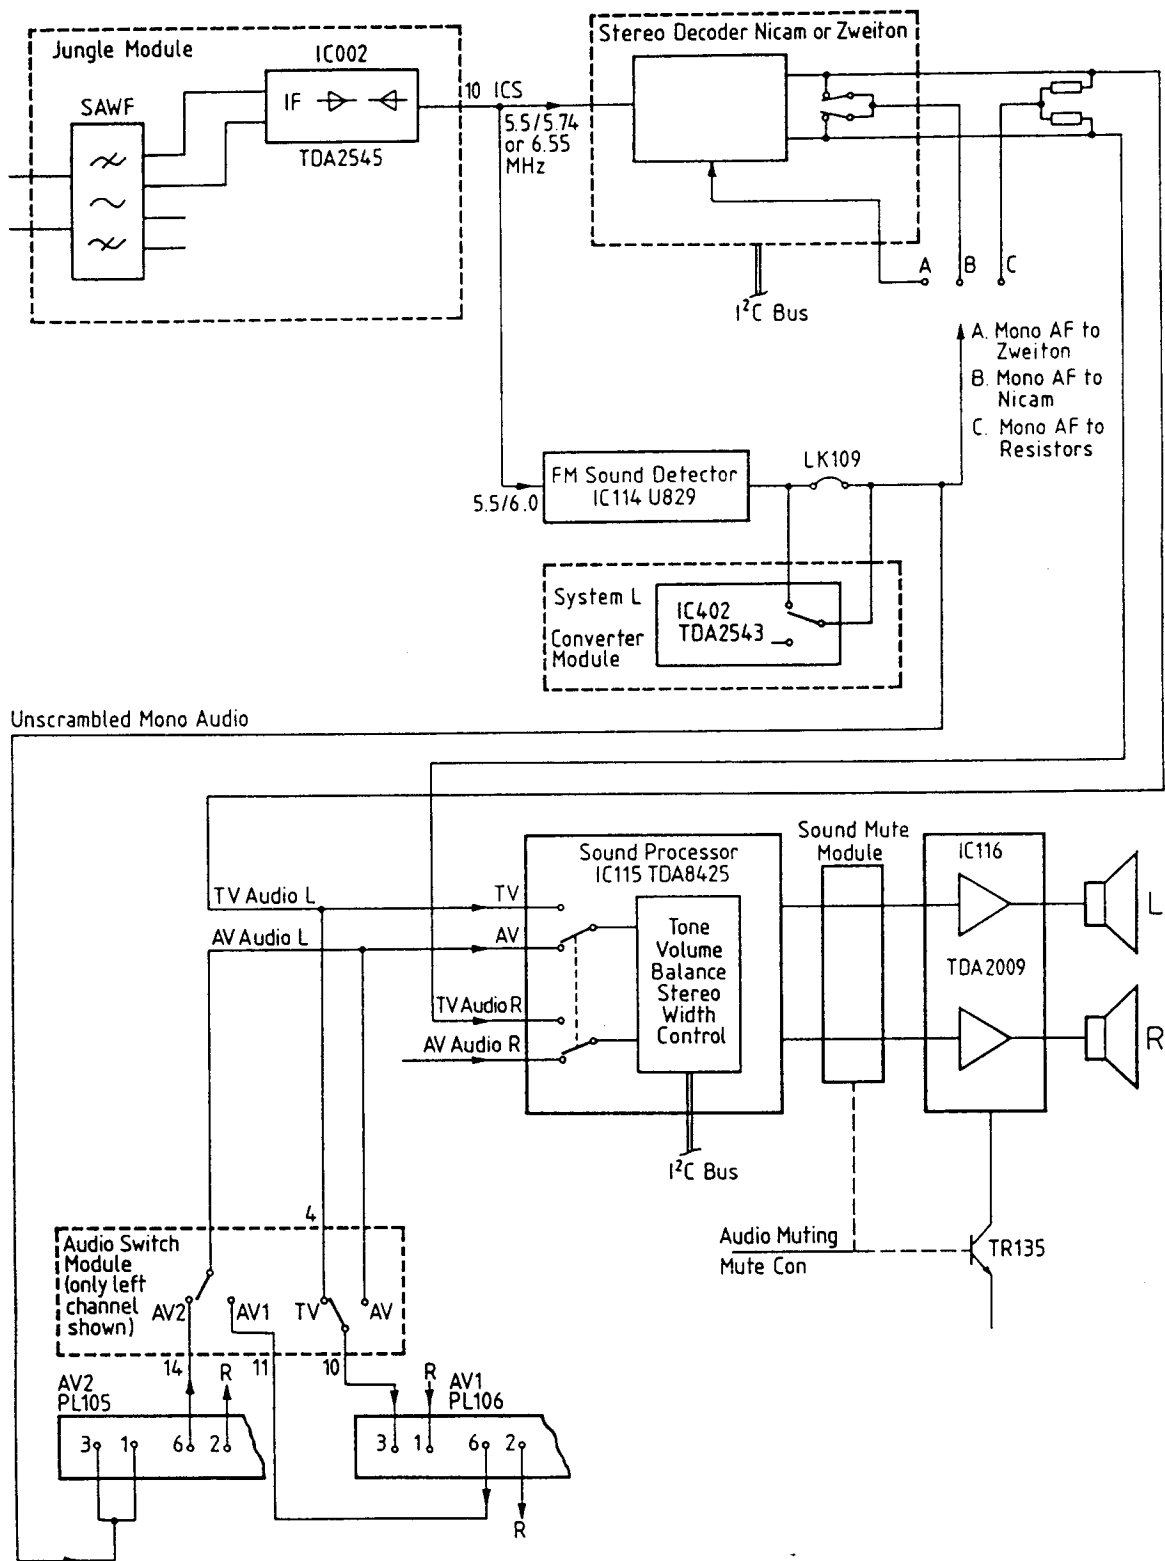 Jungle Module
IC002
SAWF
IF
TDA2545
10 ICS
5.5/5.74
or 6.55
MHz
Stereo Decoder Nicam or Zweiton
I²C Bus
A
B
C
A. Mono AF to
Zweiton
B. Mono AF to
Nicam
C. Mono AF to
Resistors
5.5/6.0
FM Sound Detector
IC114 U829
LK109
System L
Converter
Module
IC402
TDA2543
Unscrambled Mono Audio
Sound Processor
IC115 TDA8425
Sound Mute
Module
IC116
TDA2009
TV Audio L
TV
AV Audio L
AV
TV Audio R
AV Audio R
Tone
Volume
Balance
Stereo
Width
Control
L
R
I²C Bus
Audio Muting
Mute Con
TR135
4
Audio Switch
Module
(only left
channel
shown)
AV2
AV1
TV
AV
14
R
11
10
R
AV2
PL105
AV1
PL106
3
1
6
2
3
1
6
2
R